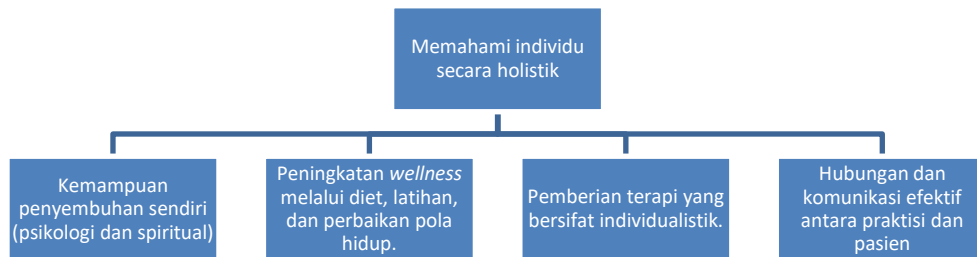 Memahami individu
secara holistik
Kemampuan
penyembuhan sendiri
(psikologi dan spiritual)
Peningkatan wellness
melalui diet, latihan,
dan perbaikan pola
hidup.
Pemberian terapi yang
bersifat individualistik.
Hubungan dan
komunikasi efektif
antara praktisi dan
pasien